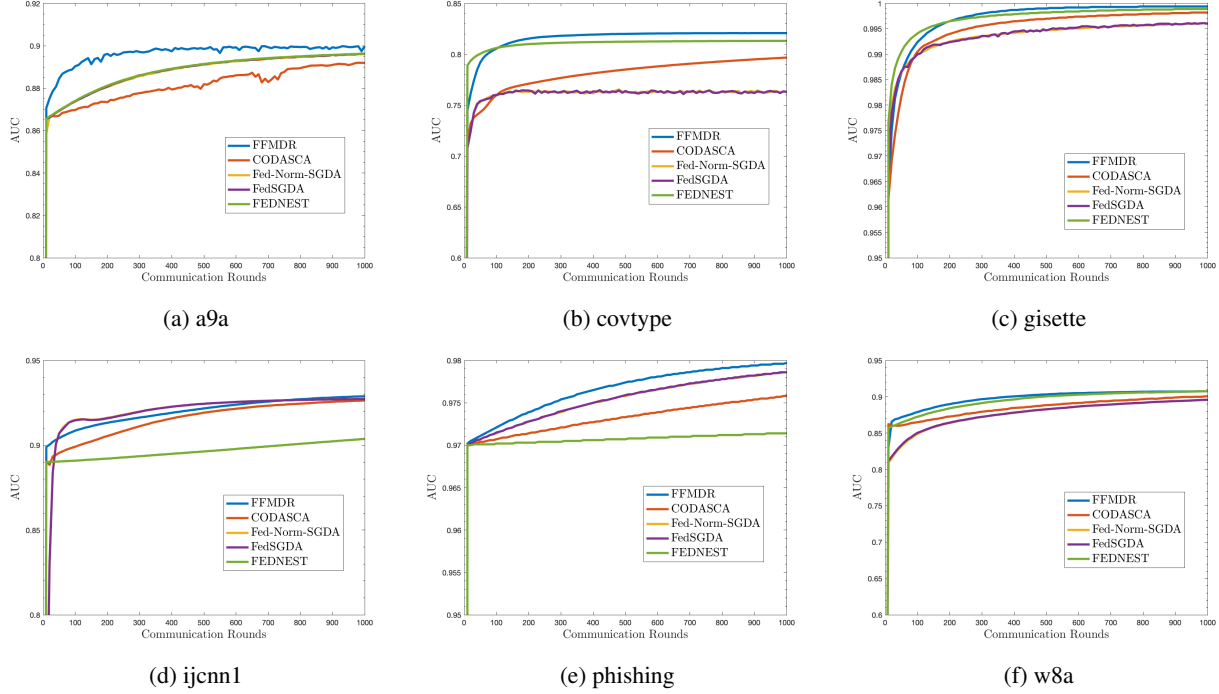 0.92
0.9
0.88
0.86
0.84
0.82
0.8
AUC
0 100 200 300 400 500 600 700 800 900 1000
Communication Rounds
FFMDR
CODASCA
Fed-Norm-SGDA
FedSGDA
FEDNEST
(a) a9a
0.9
0.85
0.8
0.75
0.7
0.65
0.6
AUC
0 100 200 300 400 500 600 700 800 900 1000
Communication Rounds
FFMDR
CODASCA
Fed-Norm-SGDA
FedSGDA
FEDNEST
(b) covtype
1
0.995
0.99
0.985
0.98
0.975
0.97
0.965
0.96
0.955
0.95
AUC
0 100 200 300 400 500 600 700 800 900 1000
Communication Rounds
FFMDR
CODASCA
Fed-Norm-SGDA
FedSGDA
FEDNEST
(c) gisette
0.95
0.9
0.85
0.8
AUC
0 100 200 300 400 500 600 700 800 900 1000
Communication Rounds
FFMDR
CODASCA
Fed-Norm-SGDA
FedSGDA
FEDNEST
(d) ijcnn1
0.98
0.975
0.97
0.965
0.96
0.955
0.95
AUC
0 100 200 300 400 500 600 700 800 900 1000
Communication Rounds
FFMDR
CODASCA
Fed-Norm-SGDA
FedSGDA
FEDNEST
(e) phishing
0.95
0.9
0.85
0.8
0.75
0.7
0.65
0.6
AUC
0 100 200 300 400 500 600 700 800 900 1000
Communication Rounds
FFMDR
CODASCA
Fed-Norm-SGDA
FedSGDA
FEDNEST
(f) w8a